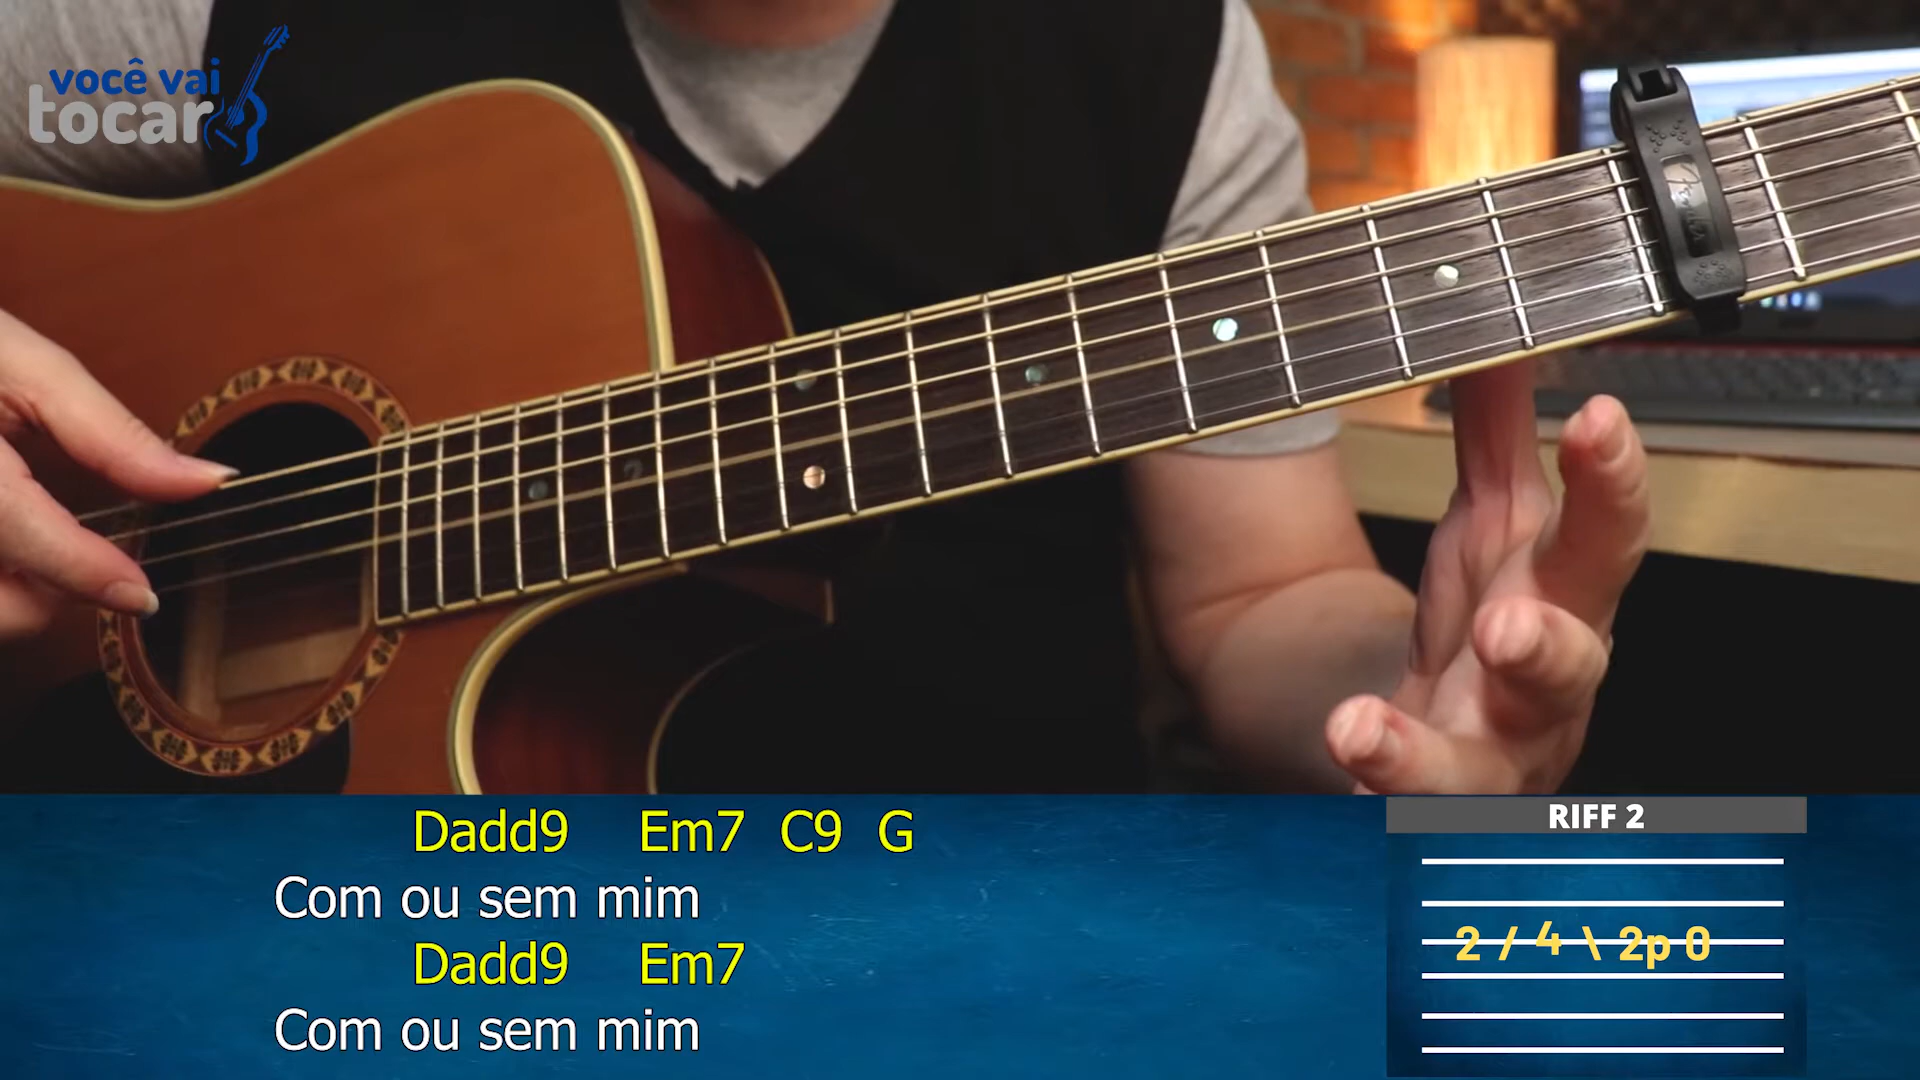 você vai
tocar
Fender
Dadd9 Em7 C9 G
Com ou sem mim
Dadd9 Em7
Com ou sem mim
RIFF 2
2 / 4 \ 2p 0